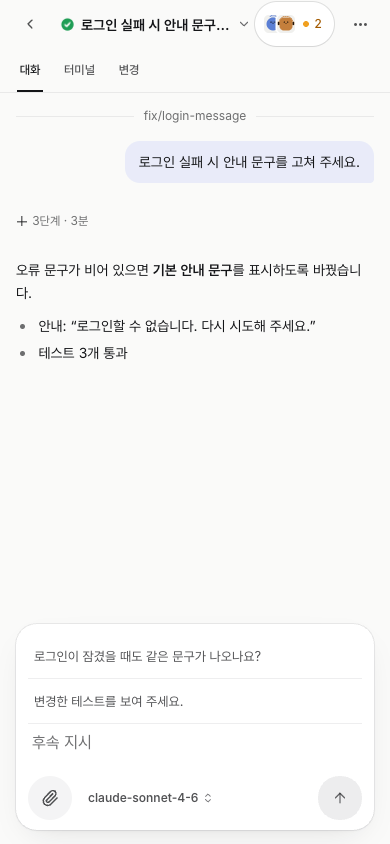 로그인 실패 시 안내 문구...
2
대화 터미널 변경
fix/login-message
로그인 실패 시 안내 문구를 고쳐 주세요.
3단계 · 3분
오류 문구가 비어 있으면 기본 안내 문구를 표시하도록 바꿨습니
다.
• 안내: “로그인할 수 없습니다. 다시 시도해 주세요.”
• 테스트 3개 통과
로그인이 잠겼을 때도 같은 문구가 나오나요?
변경한 테스트를 보여 주세요.
후속 지시
claude-sonnet-4-6